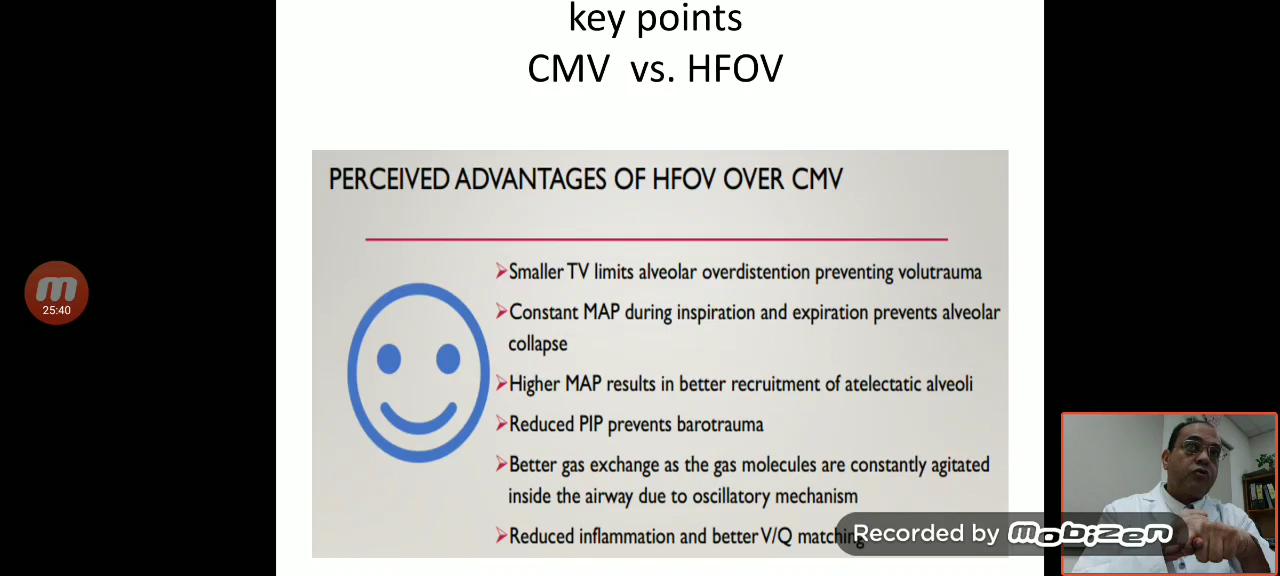 key points
CMV vs. HFOV
PERCEIVED ADVANTAGES OF HFOV OVER CMV
➢Smaller TV limits alveolar overdistention preventing volutrauma
➢Constant MAP during inspiration and expiration prevents alveolar
collapse
➢Higher MAP results in better recruitment of atelectatic alveoli
➢Reduced PIP prevents barotrauma
➢Better gas exchange as the gas molecules are constantly agitated
inside the airway due to oscillatory mechanism
➢Reduced inflammation and better V/Q matching
25:40
Recorded by mobizen